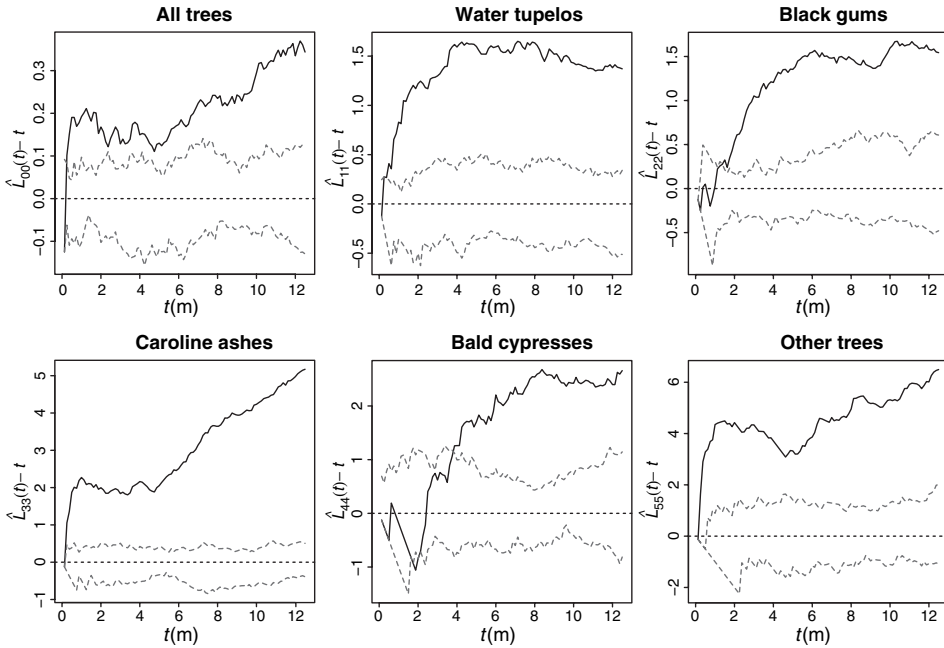 All trees
L̂₀₀(t) – t
0.3
0.2
0.1
0.0
−0.1
0 2 4 6 8 10 12
t(m)
Water tupelos
L̂₁₁(t) – t
1.5
1.0
0.5
0.0
−0.5
0 2 4 6 8 10 12
t(m)
Black gums
L̂₂₂(t) – t
1.5
1.0
0.5
0.0
−0.5
0 2 4 6 8 10 12
t(m)
Caroline ashes
L̂₃₃(t) – t
5
4
3
2
1
0
−1
0 2 4 6 8 10 12
t(m)
Bald cypresses
L̂₄₄(t) – t
2
1
0
−1
0 2 4 6 8 10 12
t(m)
Other trees
L̂₅₅(t) – t
6
4
2
0
−2
0 2 4 6 8 10 12
t(m)